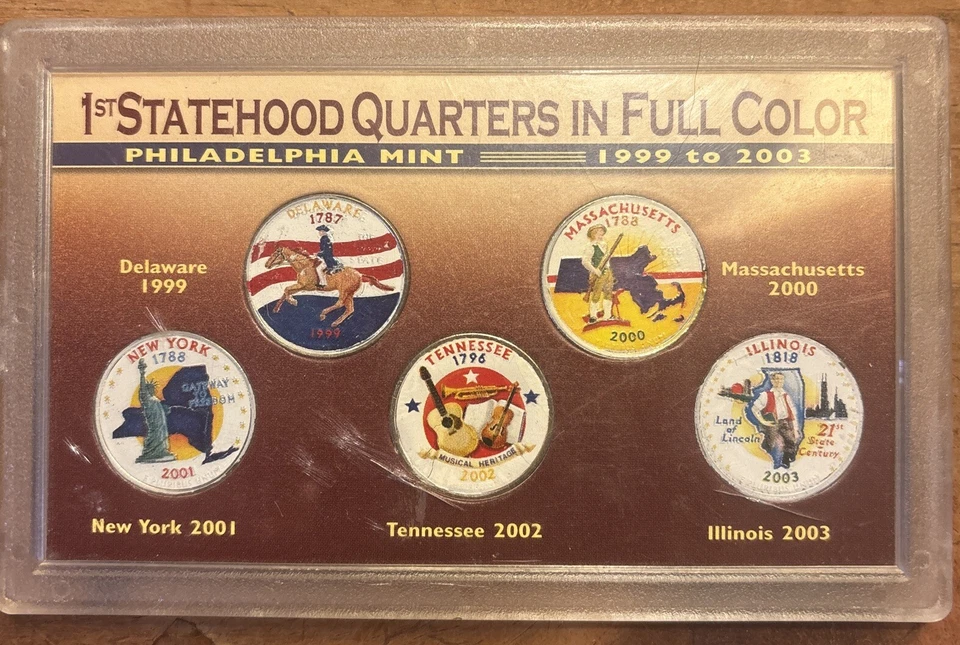 1ST STATEHOOD QUARTERS IN FULL COLOR
PHILADELPHIA MINT 1999 to 2003
Delaware
1999
DELAWARE
1787
1999
MASSACHUSETTS
1788
THE
2000
Massachusetts
2000
NEW YORK
1788
GATEWAY
TO
FREEDOM
2001
New York 2001
TENNESSEE
1796
MUSICAL HERITAGE
2002
Tennessee 2002
ILLINOIS
1818
Land
of
Lincoln
21st
State
Century
2003
Illinois 2003